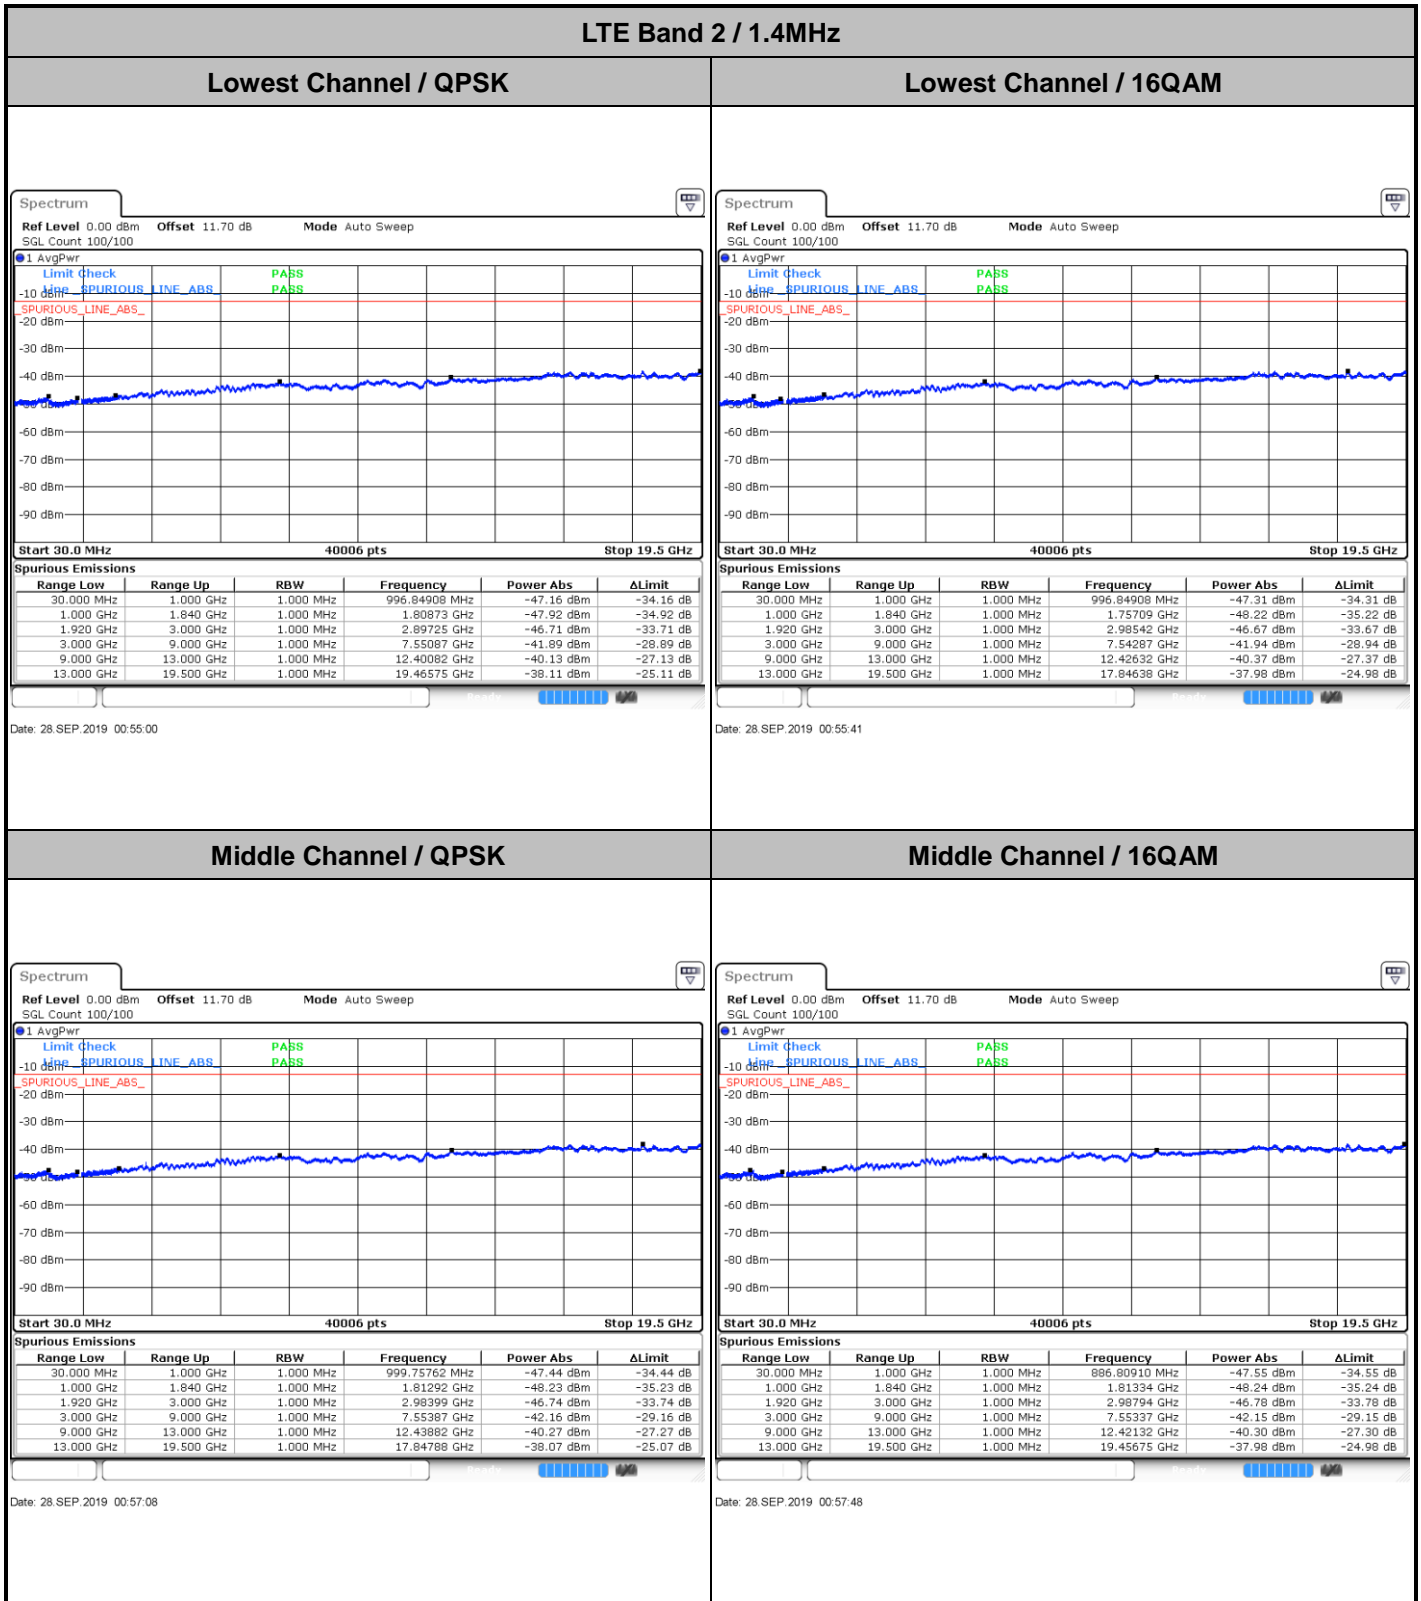 LTE Band 2 / 1.4MHz
Lowest Channel / QPSK
Lowest Channel / 16QAM
Spectrum
Ref Level 0.00 dBm Offset 11.70 dB Mode Auto Sweep
SGL Count 100/100
1 AvgPwr
Limit Check PASS
Line _SPURIOUS_LINE_ABS_ PASS
-10 dBm
_SPURIOUS_LINE_ABS_
-20 dBm
-30 dBm
-40 dBm
-50 dBm
-60 dBm
-70 dBm
-80 dBm
-90 dBm
Start 30.0 MHz 40006 pts Stop 19.5 GHz
Spurious Emissions
Range Low Range Up RBW Frequency Power Abs ΔLimit
30.000 MHz 1.000 GHz 1.000 MHz 996.84908 MHz -47.16 dBm -34.16 dB
1.000 GHz 1.840 GHz 1.000 MHz 1.80873 GHz -47.92 dBm -34.92 dB
1.920 GHz 3.000 GHz 1.000 MHz 2.89725 GHz -46.71 dBm -33.71 dB
3.000 GHz 9.000 GHz 1.000 MHz 7.55087 GHz -41.89 dBm -28.89 dB
9.000 GHz 13.000 GHz 1.000 MHz 12.40082 GHz -40.13 dBm -27.13 dB
13.000 GHz 19.500 GHz 1.000 MHz 19.46575 GHz -38.11 dBm -25.11 dB
Ready
Date: 28.SEP.2019 00:55:00
Spectrum
Ref Level 0.00 dBm Offset 11.70 dB Mode Auto Sweep
SGL Count 100/100
1 AvgPwr
Limit Check PASS
Line _SPURIOUS_LINE_ABS_ PASS
-10 dBm
_SPURIOUS_LINE_ABS_
-20 dBm
-30 dBm
-40 dBm
-50 dBm
-60 dBm
-70 dBm
-80 dBm
-90 dBm
Start 30.0 MHz 40006 pts Stop 19.5 GHz
Spurious Emissions
Range Low Range Up RBW Frequency Power Abs ΔLimit
30.000 MHz 1.000 GHz 1.000 MHz 996.84908 MHz -47.31 dBm -34.31 dB
1.000 GHz 1.840 GHz 1.000 MHz 1.75709 GHz -48.22 dBm -35.22 dB
1.920 GHz 3.000 GHz 1.000 MHz 2.98542 GHz -46.67 dBm -33.67 dB
3.000 GHz 9.000 GHz 1.000 MHz 7.54287 GHz -41.94 dBm -28.94 dB
9.000 GHz 13.000 GHz 1.000 MHz 12.42632 GHz -40.37 dBm -27.37 dB
13.000 GHz 19.500 GHz 1.000 MHz 17.84638 GHz -37.98 dBm -24.98 dB
Ready
Date: 28.SEP.2019 00:55:41
Middle Channel / QPSK
Middle Channel / 16QAM
Spectrum
Ref Level 0.00 dBm Offset 11.70 dB Mode Auto Sweep
SGL Count 100/100
1 AvgPwr
Limit Check PASS
Line _SPURIOUS_LINE_ABS_ PASS
-10 dBm
_SPURIOUS_LINE_ABS_
-20 dBm
-30 dBm
-40 dBm
-50 dBm
-60 dBm
-70 dBm
-80 dBm
-90 dBm
Start 30.0 MHz 40006 pts Stop 19.5 GHz
Spurious Emissions
Range Low Range Up RBW Frequency Power Abs ΔLimit
30.000 MHz 1.000 GHz 1.000 MHz 999.75762 MHz -47.44 dBm -34.44 dB
1.000 GHz 1.840 GHz 1.000 MHz 1.81292 GHz -48.23 dBm -35.23 dB
1.920 GHz 3.000 GHz 1.000 MHz 2.98399 GHz -46.74 dBm -33.74 dB
3.000 GHz 9.000 GHz 1.000 MHz 7.55387 GHz -42.16 dBm -29.16 dB
9.000 GHz 13.000 GHz 1.000 MHz 12.43882 GHz -40.27 dBm -27.27 dB
13.000 GHz 19.500 GHz 1.000 MHz 17.84788 GHz -38.07 dBm -25.07 dB
Ready
Date: 28.SEP.2019 00:57:08
Spectrum
Ref Level 0.00 dBm Offset 11.70 dB Mode Auto Sweep
SGL Count 100/100
1 AvgPwr
Limit Check PASS
Line _SPURIOUS_LINE_ABS_ PASS
-10 dBm
_SPURIOUS_LINE_ABS_
-20 dBm
-30 dBm
-40 dBm
-50 dBm
-60 dBm
-70 dBm
-80 dBm
-90 dBm
Start 30.0 MHz 40006 pts Stop 19.5 GHz
Spurious Emissions
Range Low Range Up RBW Frequency Power Abs ΔLimit
30.000 MHz 1.000 GHz 1.000 MHz 886.80910 MHz -47.55 dBm -34.55 dB
1.000 GHz 1.840 GHz 1.000 MHz 1.81334 GHz -48.24 dBm -35.24 dB
1.920 GHz 3.000 GHz 1.000 MHz 2.98794 GHz -46.78 dBm -33.78 dB
3.000 GHz 9.000 GHz 1.000 MHz 7.55337 GHz -42.15 dBm -29.15 dB
9.000 GHz 13.000 GHz 1.000 MHz 12.42132 GHz -40.30 dBm -27.30 dB
13.000 GHz 19.500 GHz 1.000 MHz 19.45675 GHz -37.98 dBm -24.98 dB
Ready
Date: 28.SEP.2019 00:57:48